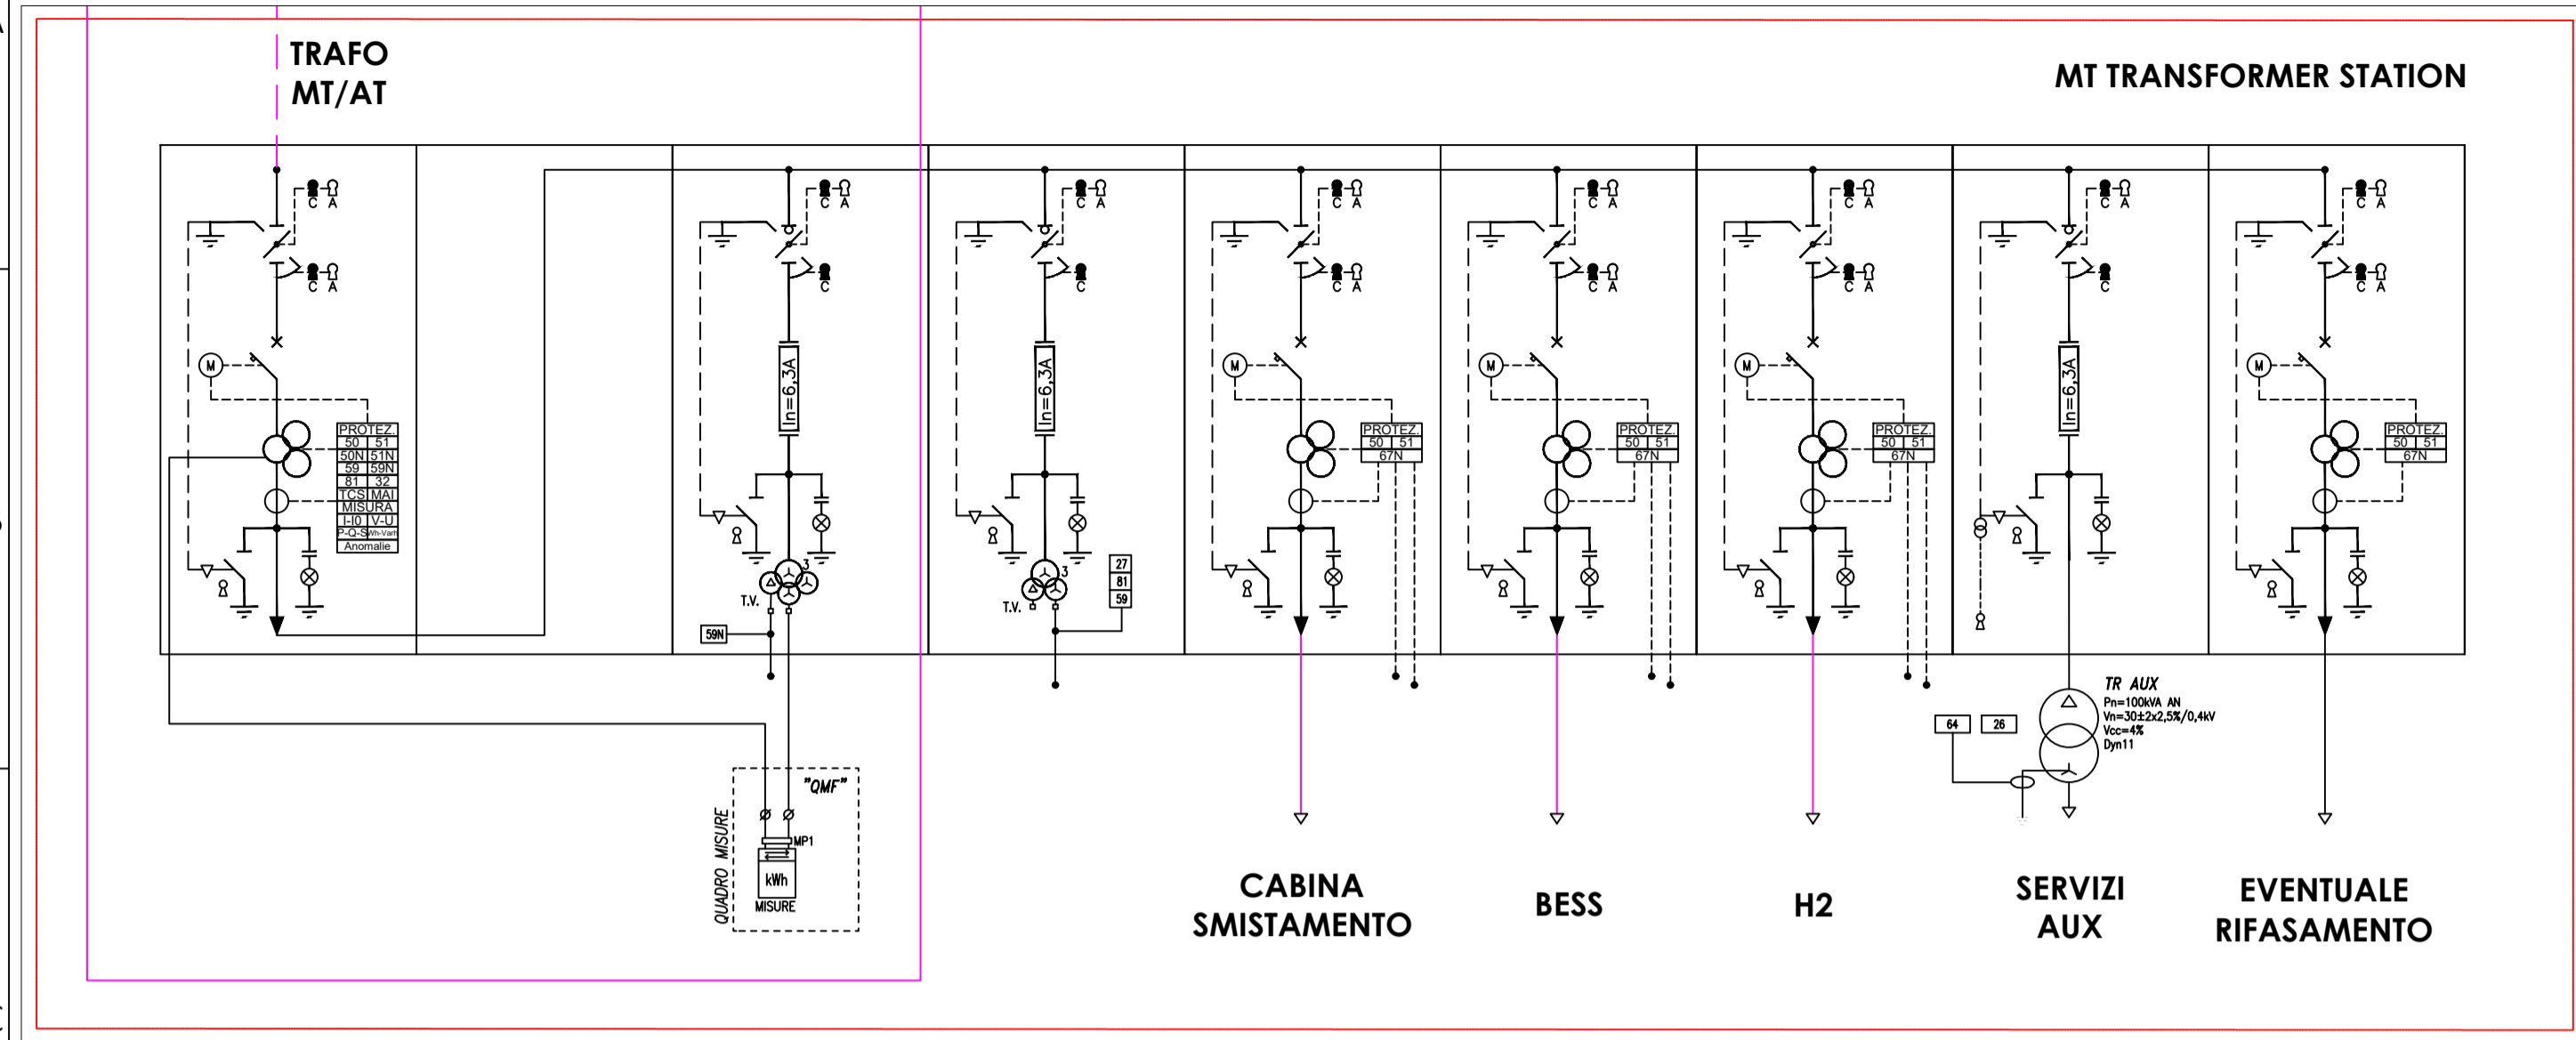 TRAFO
MT/AT
MT TRANSFORMER STATION
C A
C A
C A
C A
C A
C A
C A
C A
C A
C
C
C A
C A
C A
C
C A
M
M
M
M
M
In=6,3A
In=6,3A
In=6,3A
PROTEZ.
50 51
50N 51N
59 59N
81 32
TCS MAI
MISURA
I-I0 V-U
P-Q-S Wh-Varh
Anomalie
PROTEZ.
50 51
67N
PROTEZ.
50 51
67N
PROTEZ.
50 51
67N
PROTEZ.
50 51
67N
3
T.V.
59N
3
T.V.
27
81
59
TR AUX
Pn=100kVA AN
Vn=30±2x2,5%/0,4kV
Vcc=4%
Dyn11
64
26
QUADRO MISURE
"QMF"
MP1
kWh
MISURE
CABINA
SMISTAMENTO
BESS
H2
SERVIZI
AUX
EVENTUALE
RIFASAMENTO